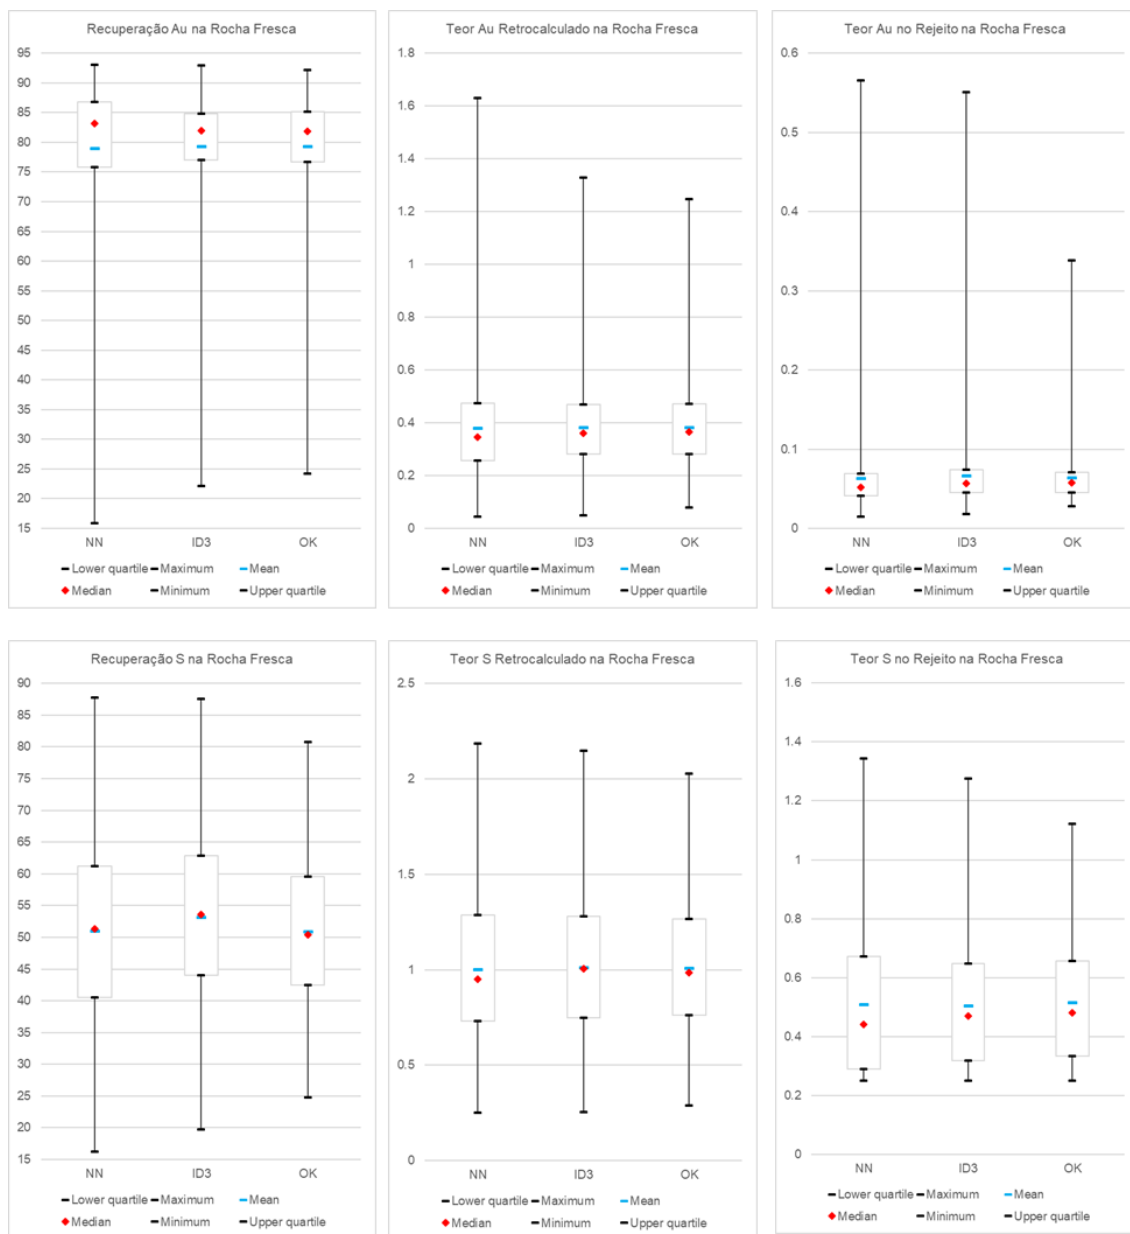 Recuperação Au na Rocha Fresca
95
90
85
80
75
70
65
60
55
50
45
40
35
30
25
20
15
NN ID3 OK
Lower quartile Maximum Mean
Median Minimum Upper quartile
Teor Au Retrocalculado na Rocha Fresca
1.8
1.6
1.4
1.2
1
0.8
0.6
0.4
0.2
0
NN ID3 OK
Lower quartile Maximum Mean
Median Minimum Upper quartile
Teor Au no Rejeito na Rocha Fresca
0.6
0.5
0.4
0.3
0.2
0.1
0
NN ID3 OK
Lower quartile Maximum Mean
Median Minimum Upper quartile
Recuperação S na Rocha Fresca
90
85
80
75
70
65
60
55
50
45
40
35
30
25
20
15
NN ID3 OK
Lower quartile Maximum Mean
Median Minimum Upper quartile
Teor S Retrocalculado na Rocha Fresca
2.5
2
1.5
1
0.5
0
NN ID3 OK
Lower quartile Maximum Mean
Median Minimum Upper quartile
Teor S no Rejeito na Rocha Fresca
1.6
1.4
1.2
1
0.8
0.6
0.4
0.2
0
NN ID3 OK
Lower quartile Maximum Mean
Median Minimum Upper quartile